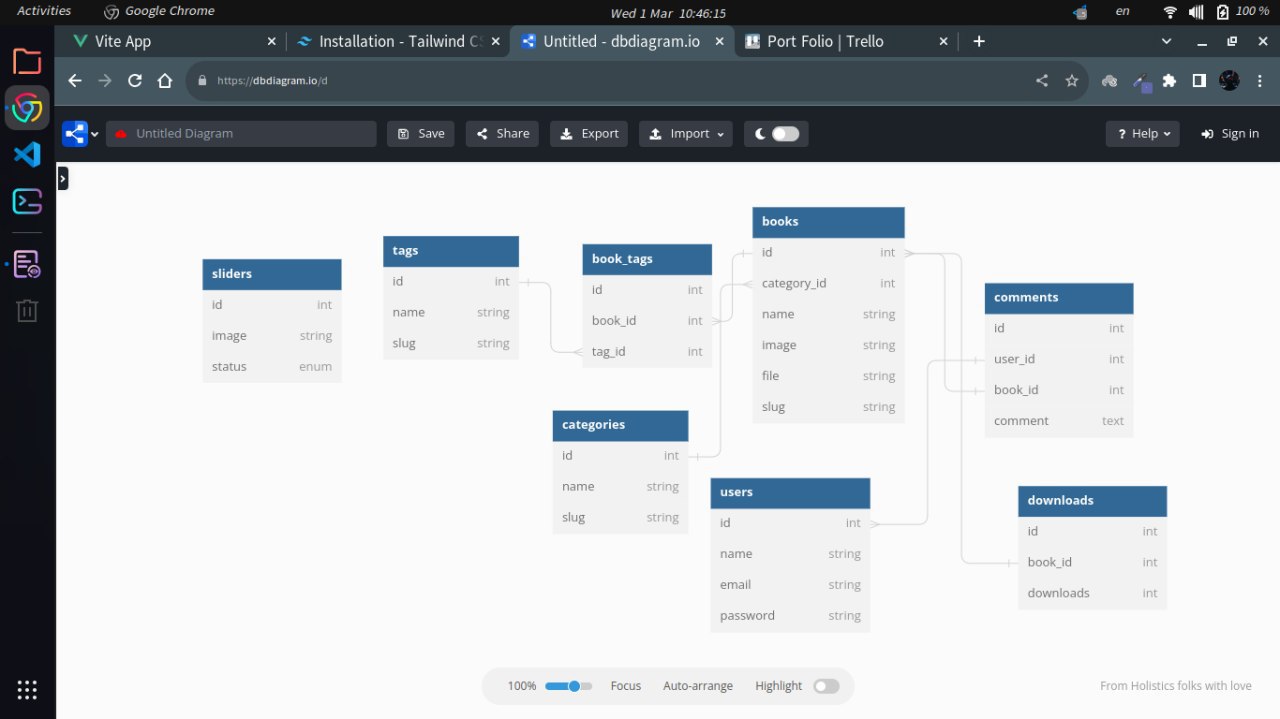 Activities
Google Chrome
Wed 1 Mar 10:46:15
en
100 %
Vite App
Installation - Tailwind CS
Untitled - dbdiagram.io
Port Folio | Trello
https://dbdiagram.io/d
Untitled Diagram
Save
Share
Export
Import
? Help
Sign in
sliders
id int
image string
status enum
tags
id int
name string
slug string
book_tags
id int
book_id int
tag_id int
books
id int
category_id int
name string
image string
file string
slug string
comments
id int
user_id int
book_id int
comment text
categories
id int
name string
slug string
users
id int
name string
email string
password string
downloads
id int
book_id int
downloads int
100% Focus Auto-arrange Highlight
From Holistics folks with love